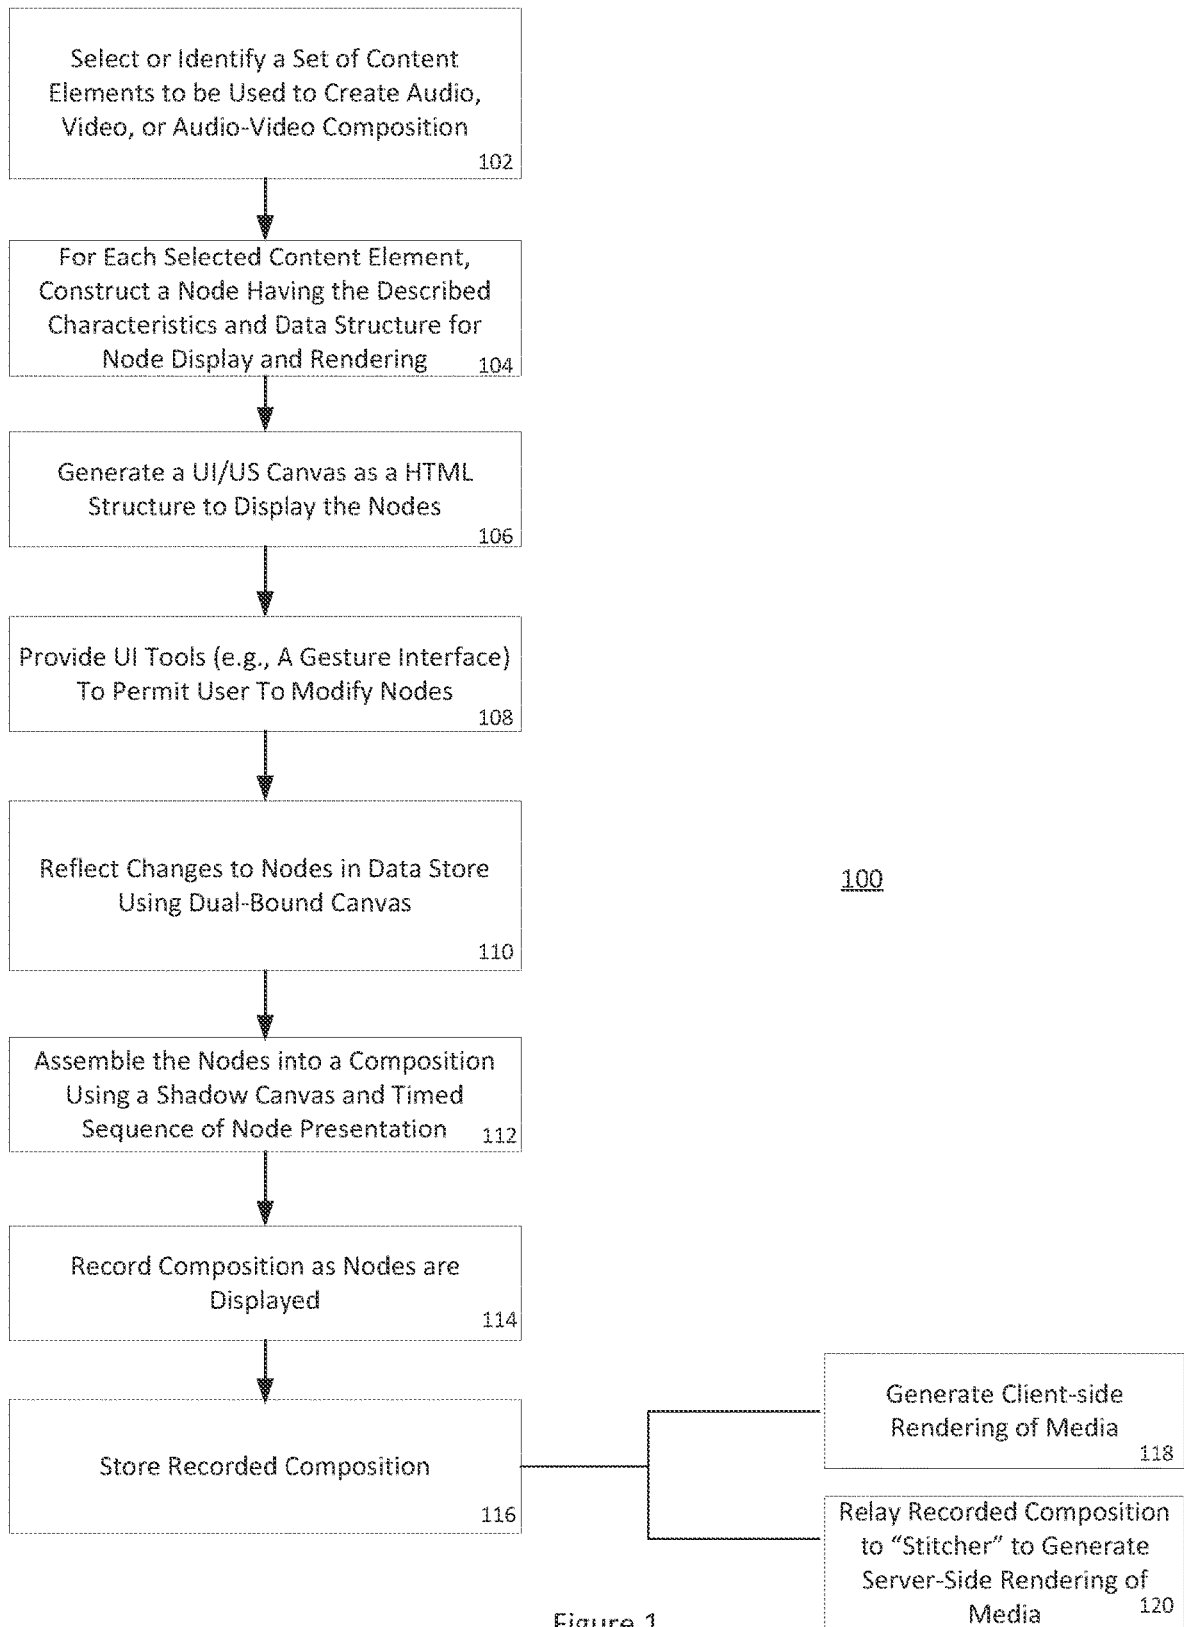 Select or Identify a Set of Content
Elements to be Used to Create Audio,
Video, or Audio-Video Composition
102
For Each Selected Content Element,
Construct a Node Having the Described
Characteristics and Data Structure for
Node Display and Rendering
104
Generate a UI/US Canvas as a HTML
Structure to Display the Nodes
106
Provide UI Tools (e.g., A Gesture Interface)
To Permit User To Modify Nodes
108
Reflect Changes to Nodes in Data Store
Using Dual-Bound Canvas
110
100
Assemble the Nodes into a Composition
Using a Shadow Canvas and Timed
Sequence of Node Presentation
112
Record Composition as Nodes are
Displayed
114
Store Recorded Composition
116
Generate Client-side
Rendering of Media
118
Relay Recorded Composition
to “Stitcher” to Generate
Server-Side Rendering of
Media
120
Figure 1